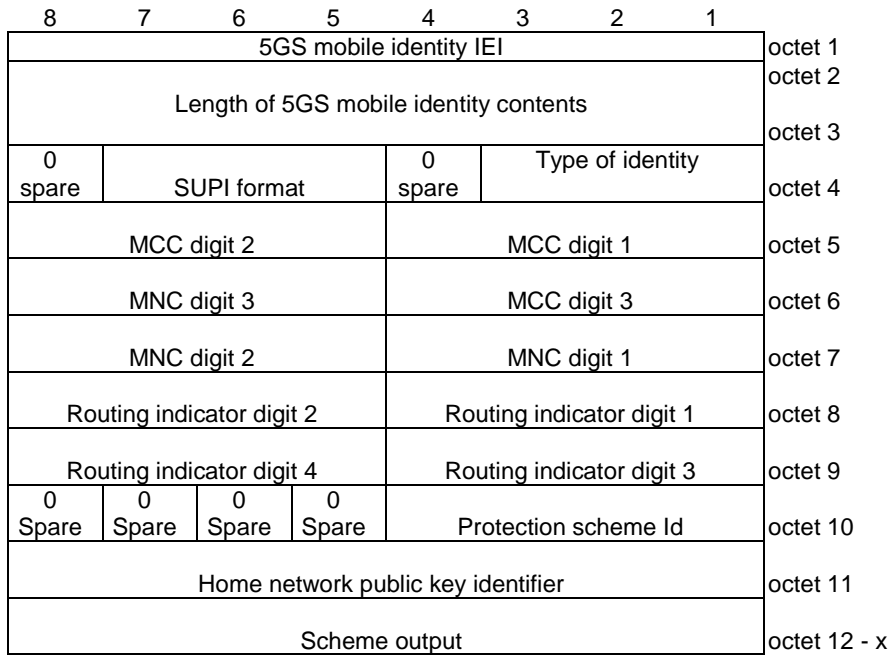 8 7 6 5 4 3 2 1
5GS mobile identity IEI octet 1
octet 2
Length of 5GS mobile identity contents
octet 3
0 0 Type of identity
spare SUPI format spare octet 4
MCC digit 2 MCC digit 1 octet 5
MNC digit 3 MCC digit 3 octet 6
MNC digit 2 MNC digit 1 octet 7
Routing indicator digit 2 Routing indicator digit 1 octet 8
Routing indicator digit 4 Routing indicator digit 3 octet 9
0 0 0 0
Spare Spare Spare Spare Protection scheme Id octet 10
Home network public key identifier octet 11
Scheme output octet 12 - x